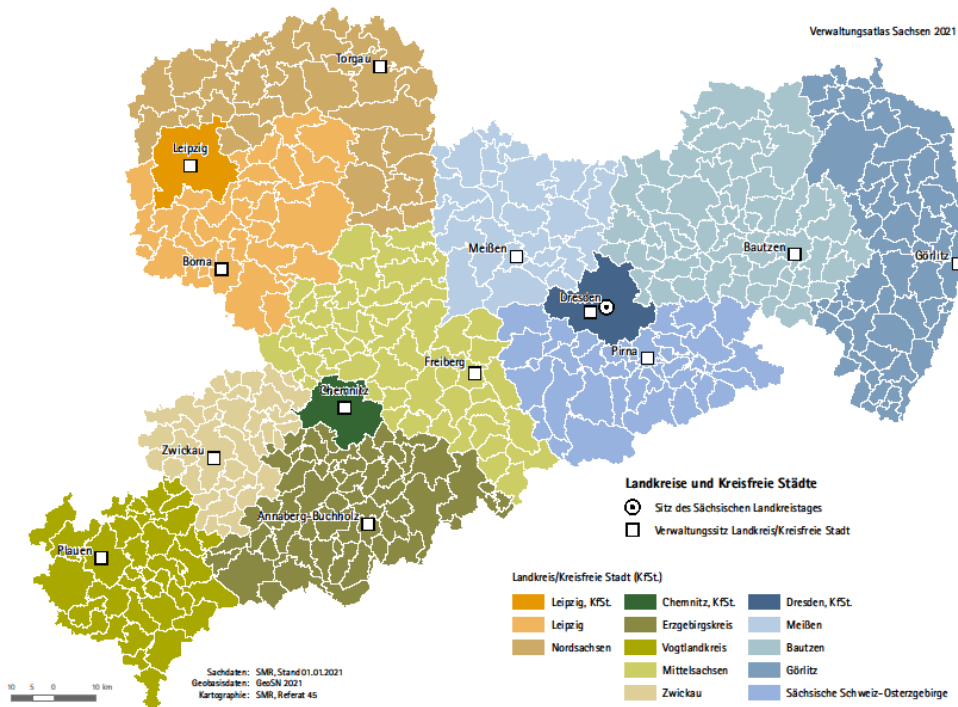 Verwaltungsatlas Sachsen 2021
Torgau
Leipzig
Meißen
Bautzen
Görlitz
Borna
Dresden
Pirna
Freiberg
Chemnitz
Zwickau
Annaberg-Buchholz
Plauen
Landkreise und Kreisfreie Städte
Sitz des Sächsischen Landkreistages
Verwaltungssitz Landkreis/Kreisfreie Stadt
Landkreis/Kreisfreie Stadt (KfSt.)
Leipzig, KfSt.
Leipzig
Nordsachsen
Chemnitz, KfSt.
Erzgebirgskreis
Vogtlandkreis
Mittelsachsen
Zwickau
Dresden, KfSt.
Meißen
Bautzen
Görlitz
Sächsische Schweiz-Osterzgebirge
Sachdaten: SMR, Stand 01.01.2021
Geobasisdaten: GeoSN 2021
Kartographie: SMR, Referat 45
10 5 0 10 km